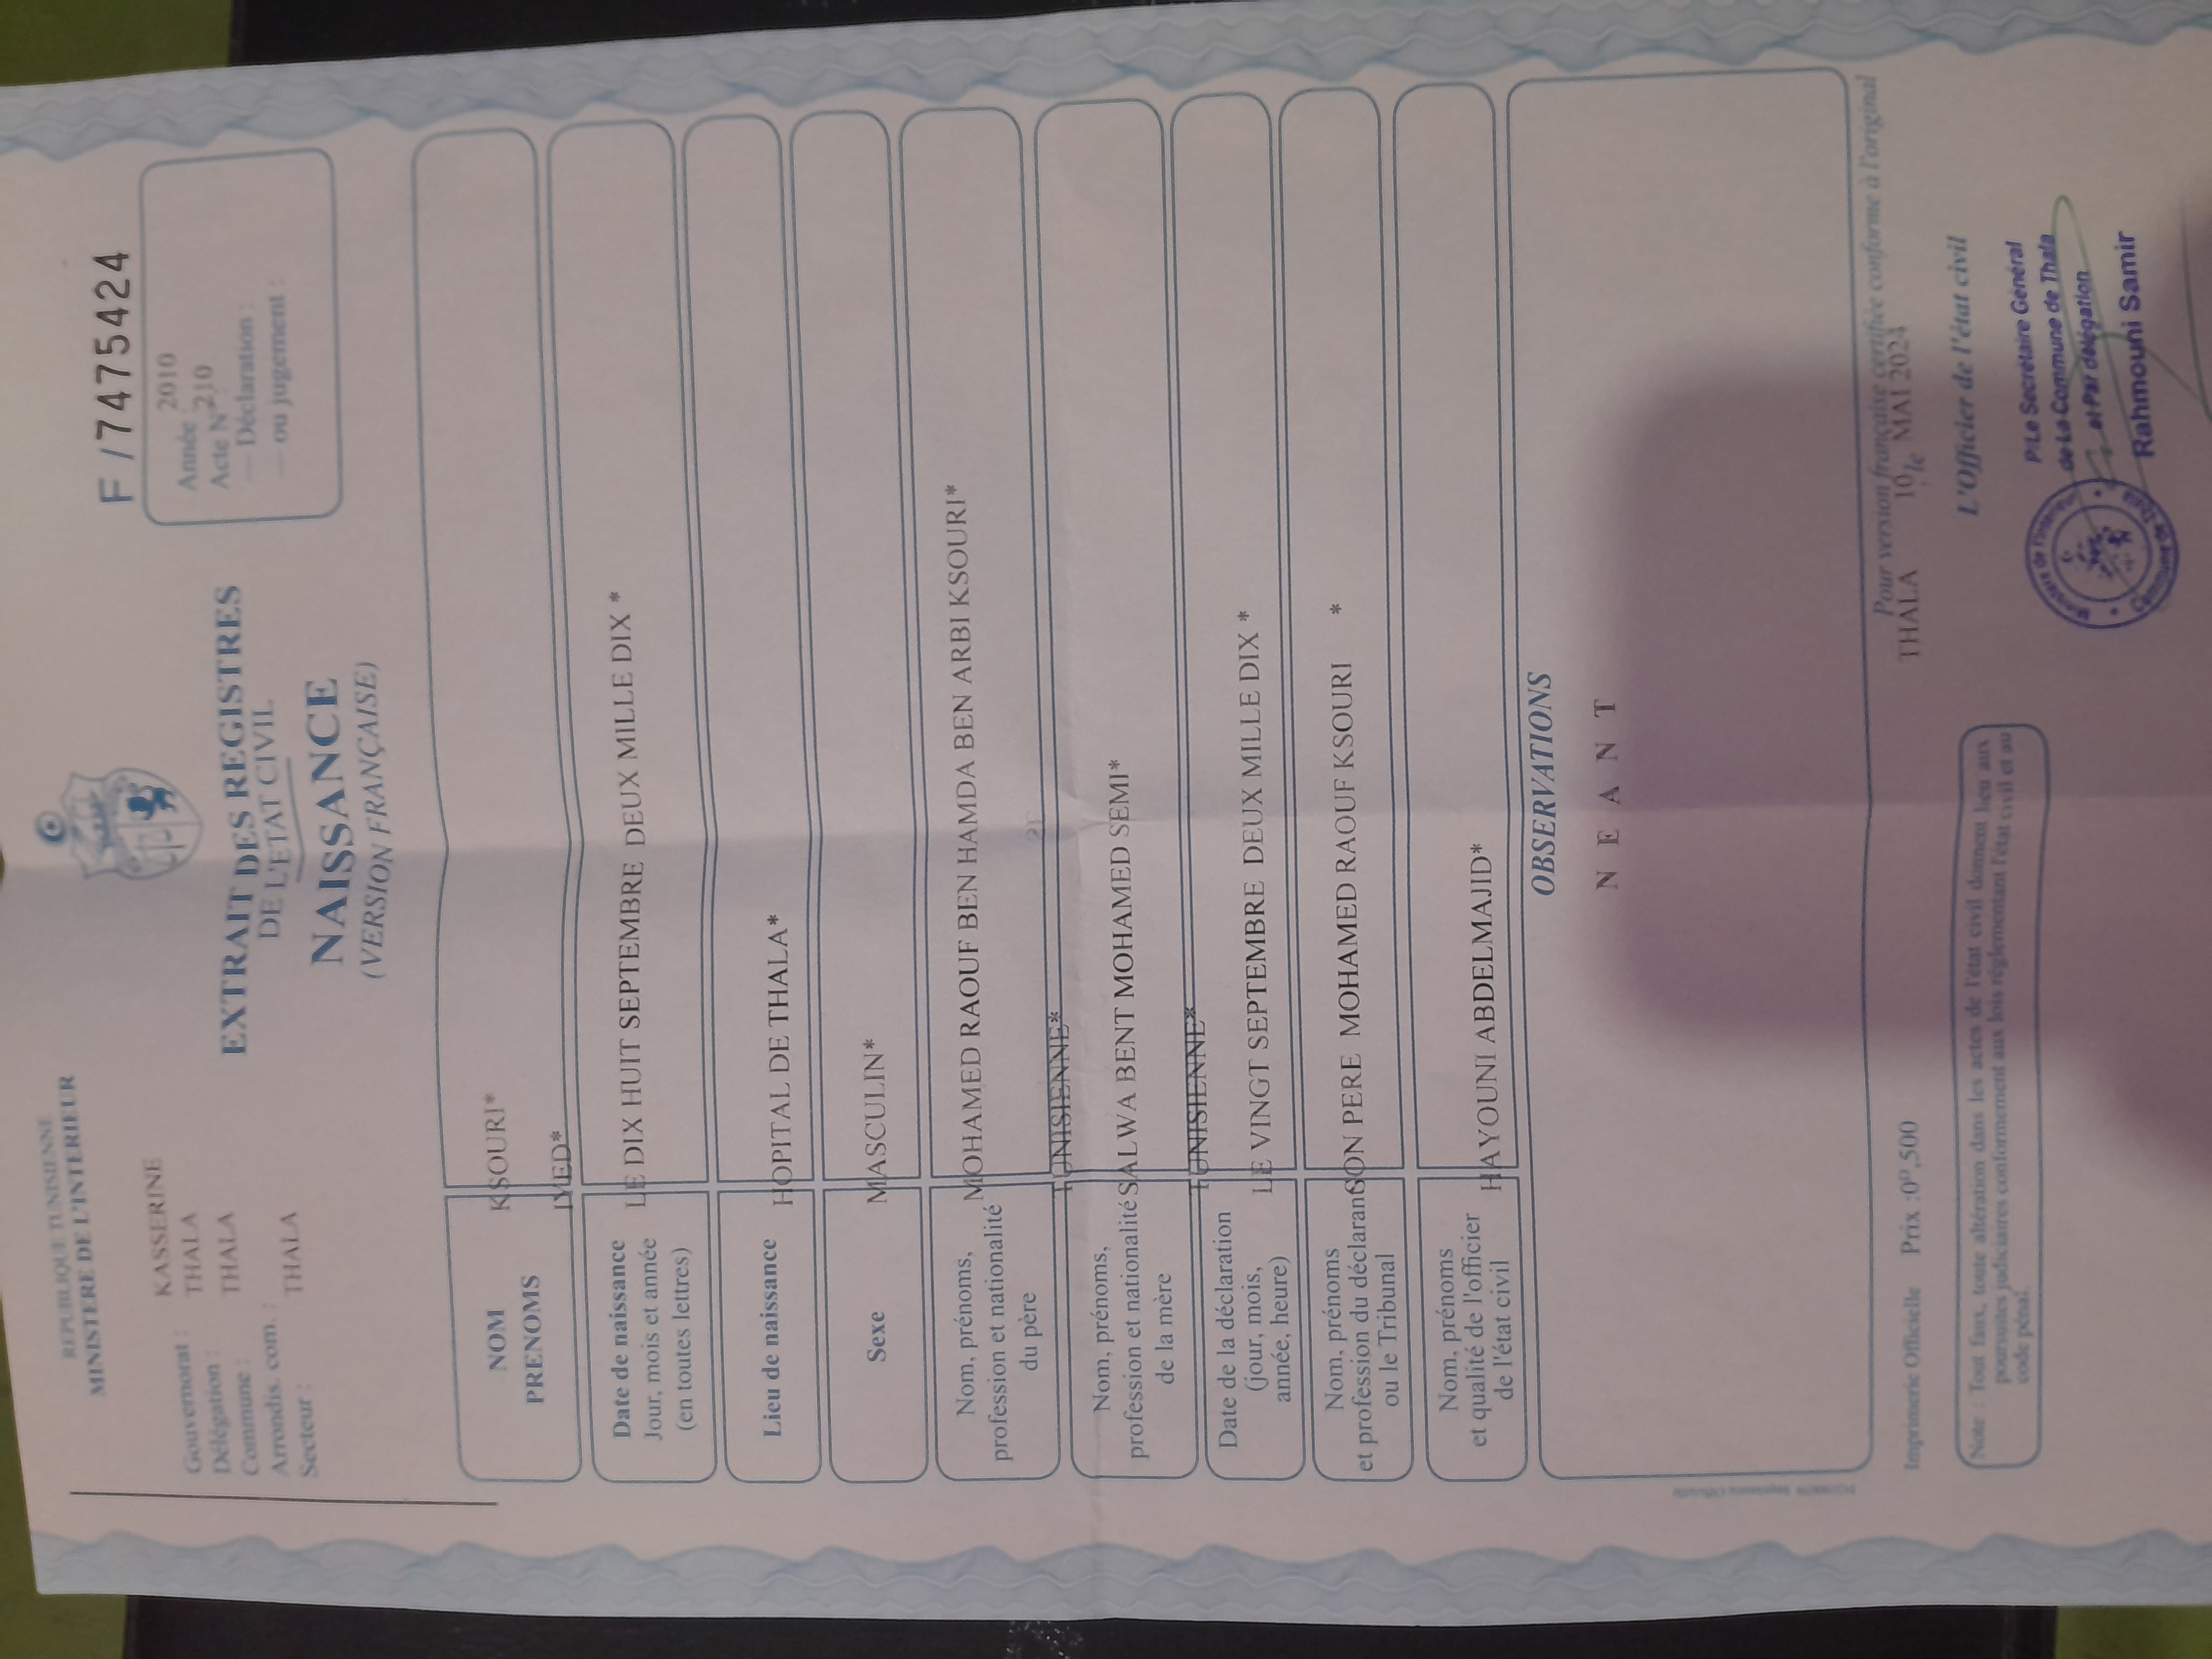 REPUBLIQUE TUNISIENNE
MINISTERE DE L'INTERIEUR
Gouvernorat : KASSERINE
Délégation : THALA
Commune : THALA
Arrondis. com. :
Secteur : THALA
F /7475424
Année 2010
Acte N° 210
— Déclaration :
— ou jugement :
EXTRAIT DES REGISTRES
DE L'ETAT CIVIL
NAISSANCE
(VERSION FRANÇAISE)
NOM KSOURI*
PRENOMS IYED*
Date de naissance
Jour, mois et année
(en toutes lettres)
LE DIX HUIT SEPTEMBRE DEUX MILLE DIX *
Lieu de naissance HOPITAL DE THALA*
Sexe MASCULIN*
Nom, prénoms,
profession et nationalité
du père
MOHAMED RAOUF BEN HAMDA BEN ARBI KSOURI*
TUNISIENNE*
Nom, prénoms,
profession et nationalité
de la mère
SALWA BENT MOHAMED SEMI*
TUNISIENNE*
Date de la déclaration
(jour, mois,
année, heure)
LE VINGT SEPTEMBRE DEUX MILLE DIX *
Nom, prénoms
et profession du déclarant
ou le Tribunal
SON PERE MOHAMED RAOUF KSOURI *
Nom, prénoms
et qualité de l'officier
de l'état civil
HAYOUNI ABDELMAJID*
OBSERVATIONS
N E A N T
Pour version française certifiée conforme à l'original
THALA le 10 MAI 2024
L'Officier de l'état civil
P/Le Secrétaire Général
de La Commune de Thala
et Par délégation
Rahmouni Samir
Ministère de l'Intérieur
Commune de Thala
Imprimerie Officielle Prix :0ᴰ,500
Note : Tout faux, toute altération dans les actes de l'état civil donnent lieu aux
poursuites judiciaires conformément aux lois réglementant l'état civil et au
code pénal